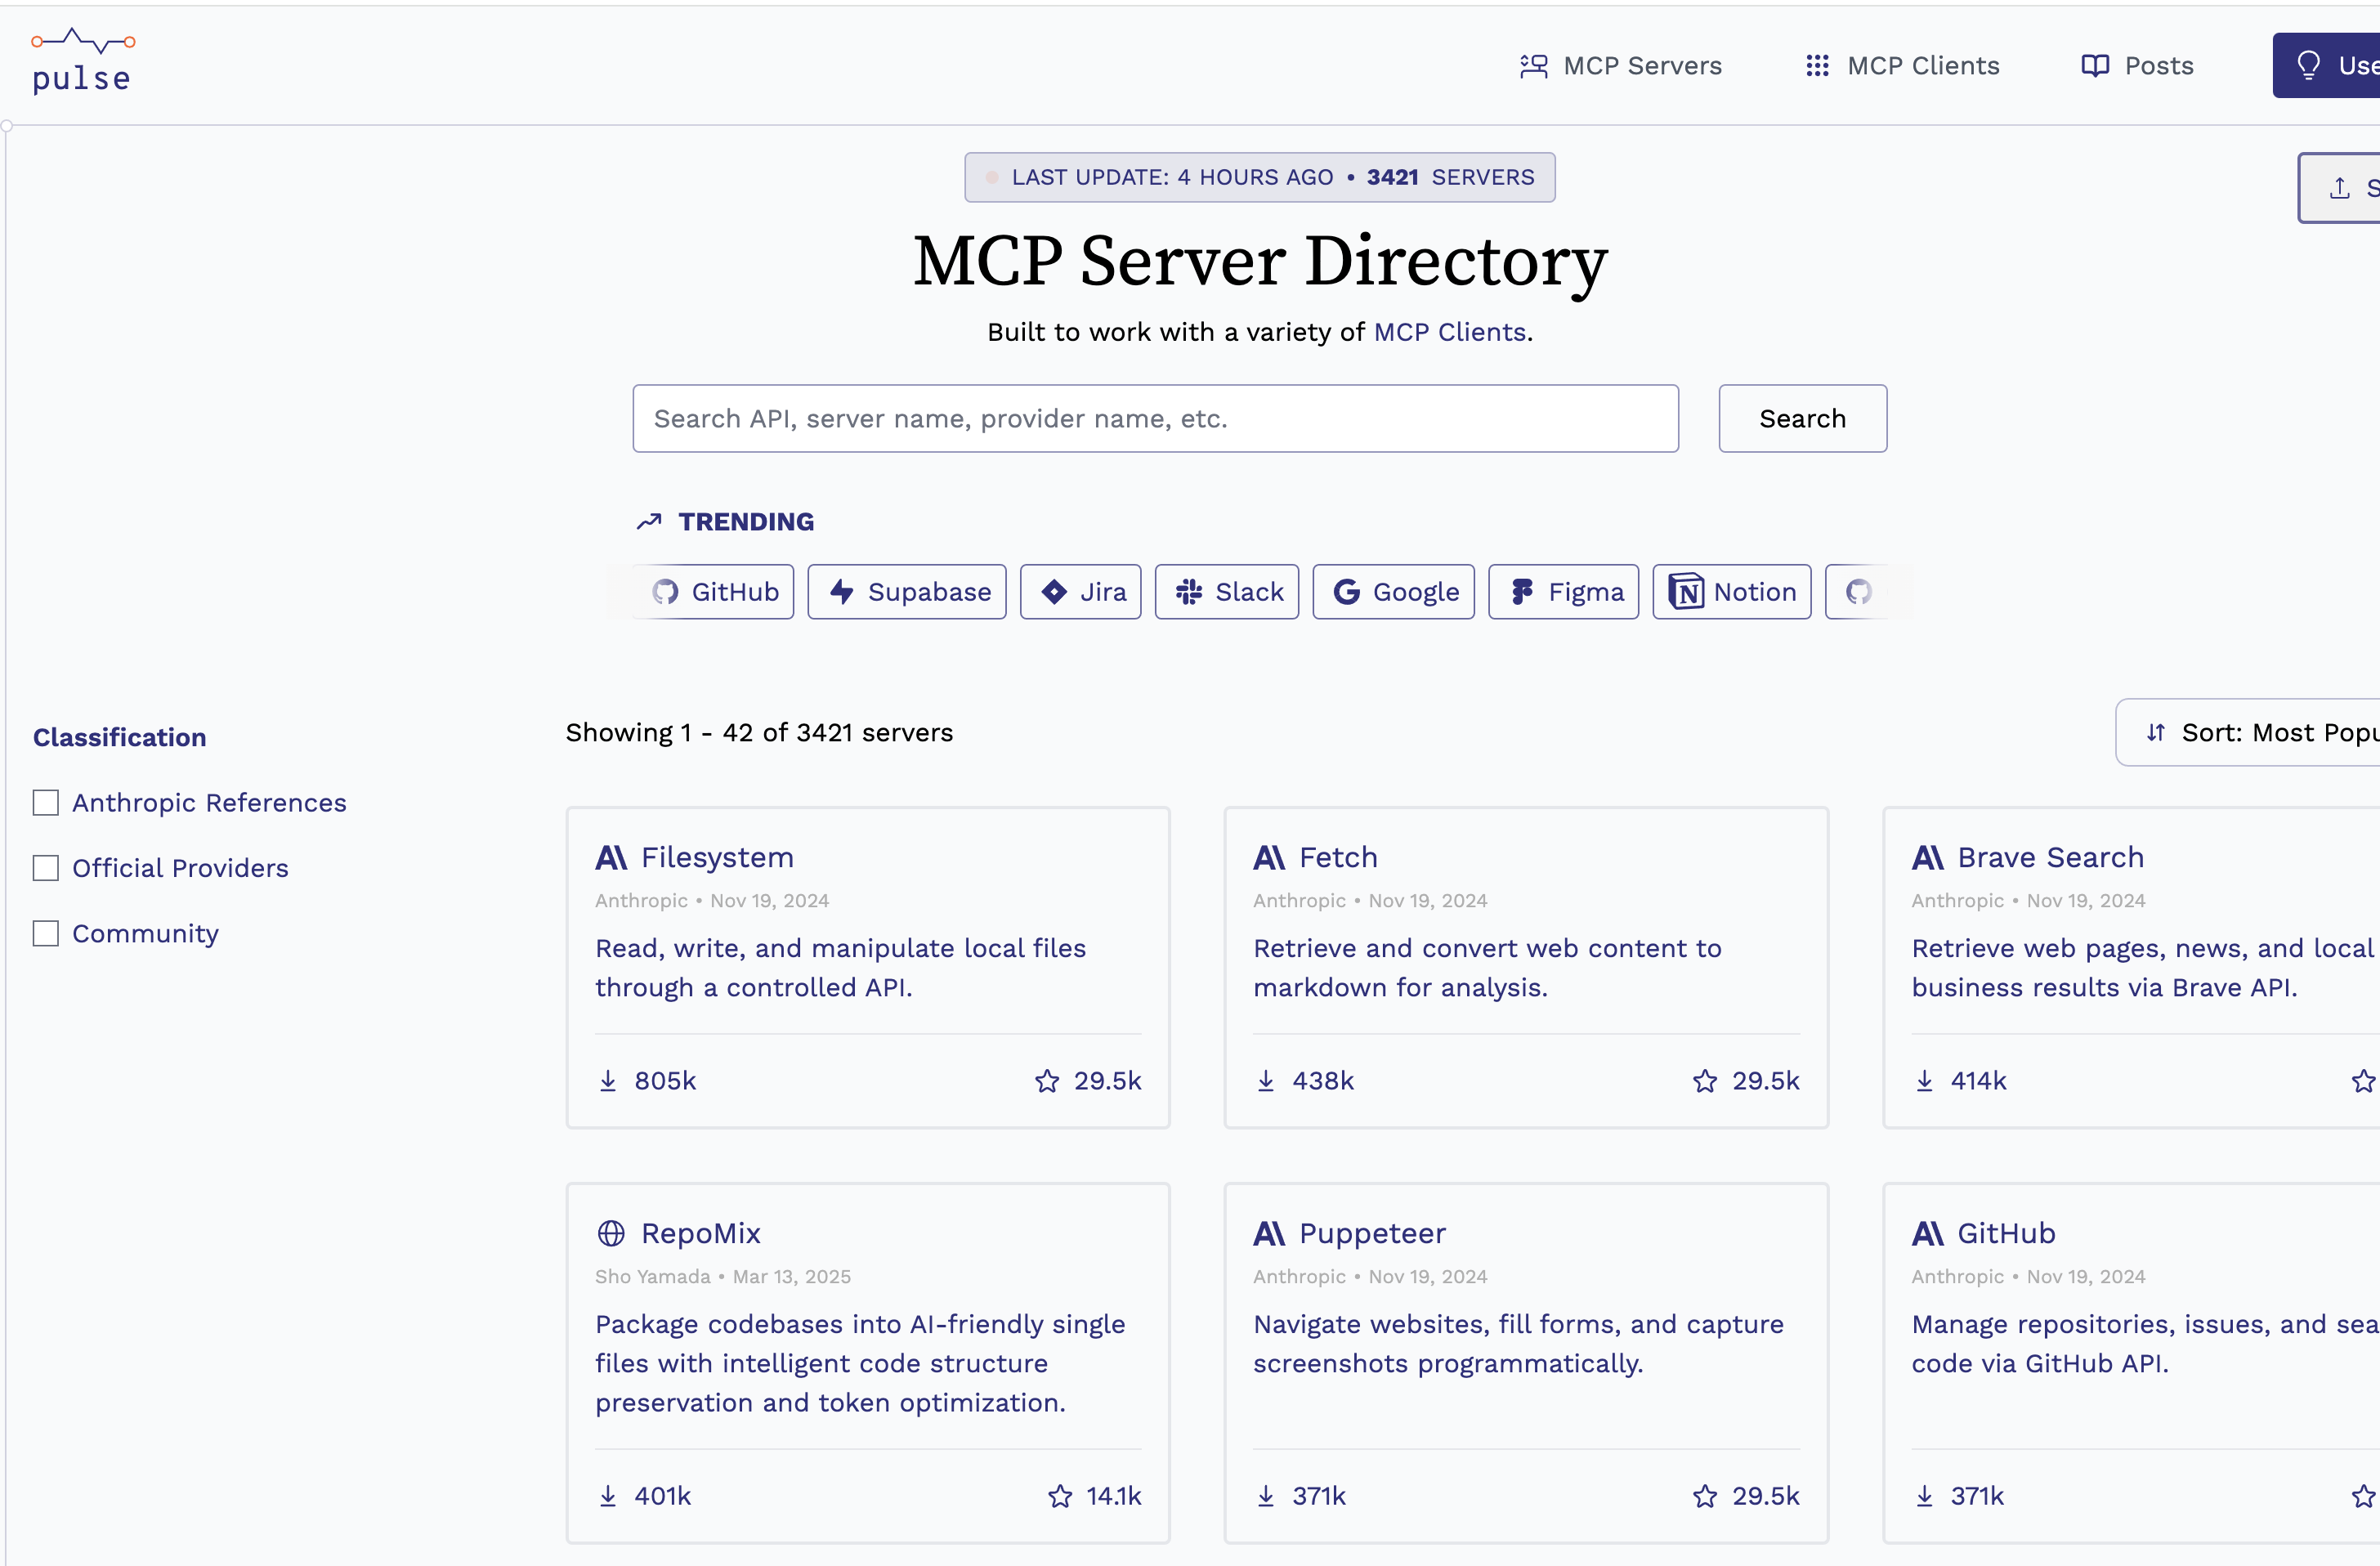 pulse
MCP Servers
MCP Clients
Posts
LAST UPDATE: 4 HOURS AGO • 3421 SERVERS
MCP Server Directory
Built to work with a variety of MCP Clients.
Search API, server name, provider name, etc.
Search
TRENDING
GitHub
Supabase
Jira
Slack
Google
Figma
Notion
Classification
Anthropic References
Official Providers
Community
Showing 1 - 42 of 3421 servers
Sort: Most
Filesystem
Anthropic • Nov 19, 2024
Read, write, and manipulate local files
through a controlled API.
805k
29.5k
Fetch
Anthropic • Nov 19, 2024
Retrieve and convert web content to
markdown for analysis.
438k
29.5k
Brave Search
Anthropic • Nov 19, 2024
Retrieve web pages, news, and local
business results via Brave API.
414k
RepoMix
Sho Yamada • Mar 13, 2025
Package codebases into AI-friendly single
files with intelligent code structure
preservation and token optimization.
401k
14.1k
Puppeteer
Anthropic • Nov 19, 2024
Navigate websites, fill forms, and capture
screenshots programmatically.
371k
29.5k
GitHub
Anthropic • Nov 19, 2024
Manage repositories, issues, and
code via GitHub API.
371k